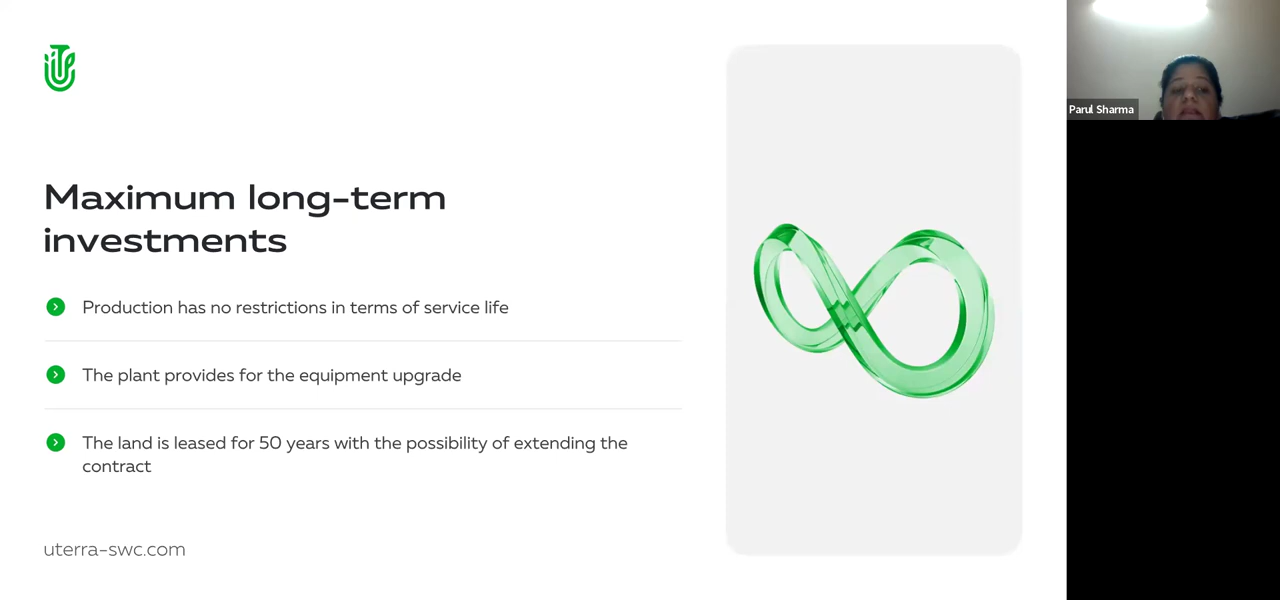 Maximum long-term
investments
Production has no restrictions in terms of service life
The plant provides for the equipment upgrade
The land is leased for 50 years with the possibility of extending the
contract
uterra-swc.com
Parul Sharma